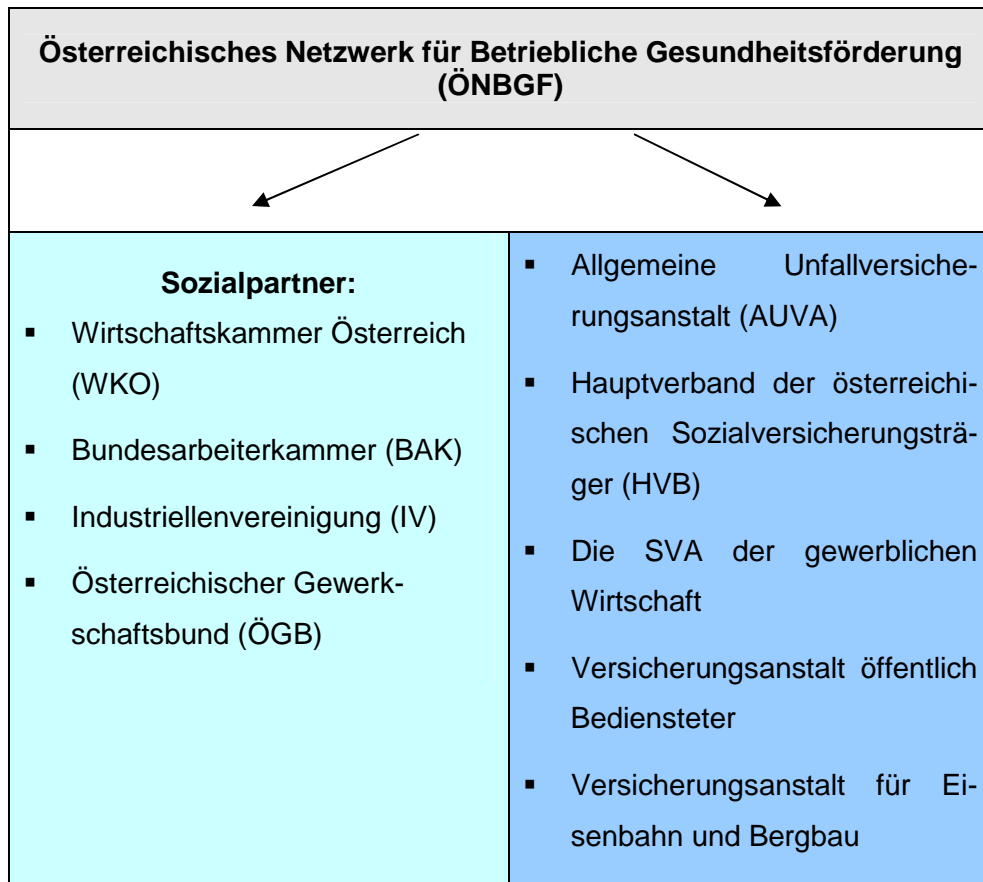 Österreichisches Netzwerk für Betriebliche Gesundheitsförderung
(ÖNBGF)
Sozialpartner:
▪ Wirtschaftskammer Österreich
(WKO)
▪ Bundesarbeiterkammer (BAK)
▪ Industriellenvereinigung (IV)
▪ Österreichischer Gewerk-
schaftsbund (ÖGB)
▪ Allgemeine Unfallversiche-
rungsanstalt (AUVA)
▪ Hauptverband der österreichi-
schen Sozialversicherungsträ-
ger (HVB)
▪ Die SVA der gewerblichen
Wirtschaft
▪ Versicherungsanstalt öffentlich
Bediensteter
▪ Versicherungsanstalt für Ei-
senbahn und Bergbau